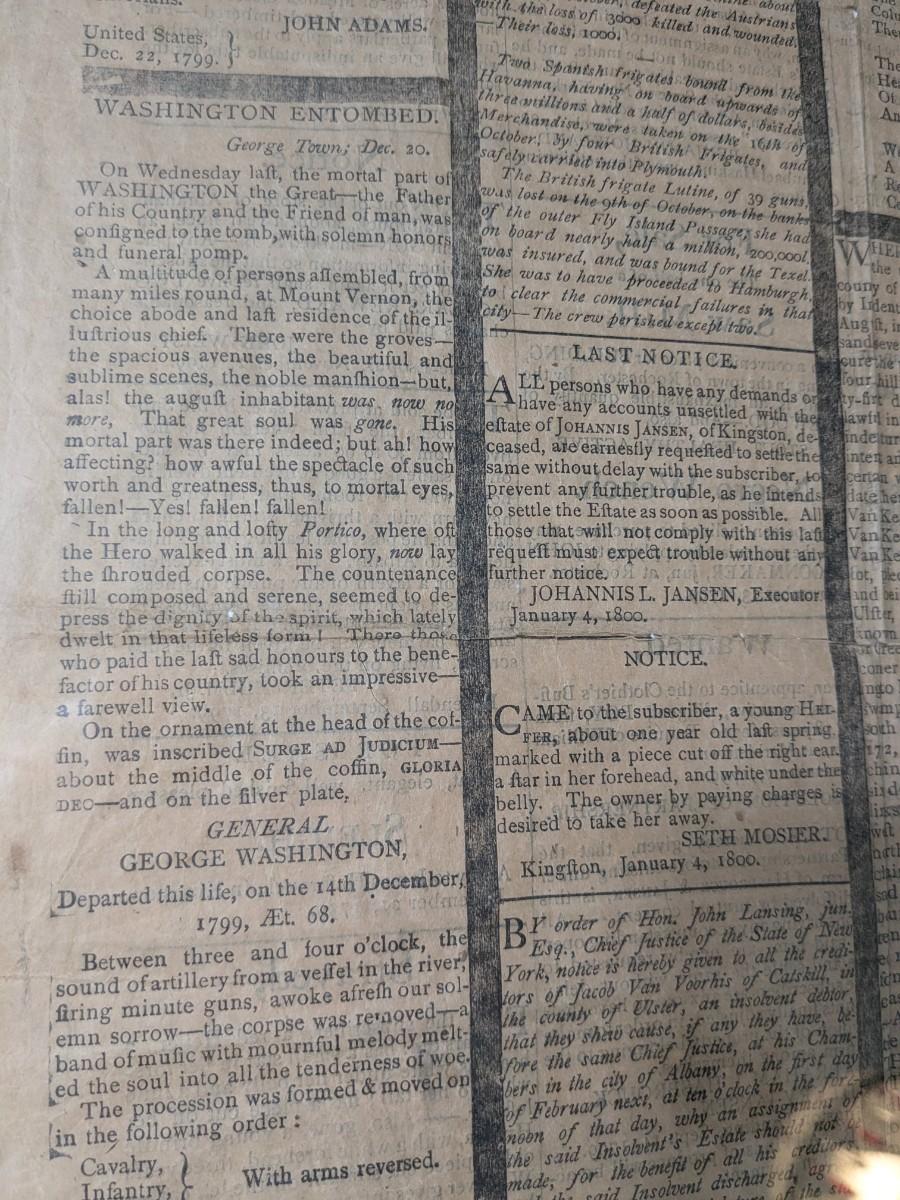 JOHN ADAMS.
United States, }
Dec. 22, 1799. }
WASHINGTON ENTOMBED.
George Town, Dec. 20.
On Wednesday laſt, the mortal part of
WASHINGTON the Great—the Father
of his Country and the Friend of man, was
conſigned to the tomb, with solemn honors
and funeral pomp.
A multitude of persons aſſembled, from
many miles round, at Mount Vernon, the
choice abode and laſt residence of the il-
luſtrious chief. There were the groves—
the spacious avenues, the beautiful and
sublime scenes, the noble manſhion—but,
alas! the auguſt inhabitant was now no
more, That great soul was gone. His
mortal part was there indeed; but ah! how
affecting? how awful the spectacle of such
worth and greatness, thus, to mortal eyes,
fallen!—Yes! fallen! fallen!
In the long and lofty Portico, where oft
the Hero walked in all his glory, now lay
the ſhrouded corpse. The countenance
ſtill composed and serene, seemed to de-
press the dignity of the spirit, which lately
dwelt in that lifeless form! There those
who paid the laſt sad honours to the bene-
factor of his country, took an impressive—
a farewell view.
On the ornament at the head of the cof-
fin, was inscribed SURGE AD JUDICIUM—
about the middle of the coffin, GLORIA
DEO—and on the ſilver plate,
GENERAL
GEORGE WASHINGTON,
Departed this life, on the 14th December,
1799, Æt. 68.
Between three and four o'clock, the
sound of artillery from a veſſel in the river,
firing minute guns, awoke afreſh our sol-
emn sorrow—the corpse was removed—a
band of muſic with mournful melody melt-
ed the soul into all the tenderness of woe.
The procession was formed & moved on
in the following order:
Cavalry, }
Infantry, } With arms reversed.
defeated the Austrians
with the loss of 3000 killed and wounded.
—Their loss, 1000.
Two Spanish frigates bound from the
Havanna, having on board upwards of
three millions and a half of dollars, besides
Merchandise, were taken on the 16th of
October, by four British Frigates, and
safely carried into Plymouth.
The British frigate Lutine, of 39 guns,
was lost on the 9th of October, on the banks
of the outer Fly Island Passage; she had
on board nearly half a million, 200,000l.
was insured, and was bound for the Texel.
She was to have proceeded to Hamburgh,
to clear the commercial failures in that
city—The crew perished except two.
LAST NOTICE.
ALL persons who have any demands or
have any accounts unsettled with the
eſtate of JOHANNIS JANSEN, of Kingston, de-
ceased, are earneſtly requeſted to settle the
same without delay with the subscriber, to
prevent any further trouble, as he intends
to settle the Eſtate as soon as possible. All
those that will not comply with this laſt
requeſt must expect trouble without any
further notice.
JOHANNIS L. JANSEN, Executor.
January 4, 1800.
NOTICE.
CAME to the subscriber, a young HEI-
FER, about one year old laſt spring
marked with a piece cut off the right ear.
a ſtar in her forehead, and white under the
belly. The owner by paying charges is
desired to take her away.
SETH MOSIER.
Kingſton, January 4, 1800.
BY order of Hon. John Lansing, jun.
Esq., Chief Justice of the State of New
York, notice is hereby given to all the credi-
tors of Jacob Van Voorhis of Catskill, in
the county of Ulster, an insolvent debtor,
that they shew cause, if any they have, be-
fore the same Chief Justice, at his Cham-
bers in the city of Albany, on the first day
of February next, at ten o'clock in the fore-
noon of that day, why an assignment of
the said Insolvent's Estate should not be
made, for the benefit of all his creditors,
the said Insolvent discharged,